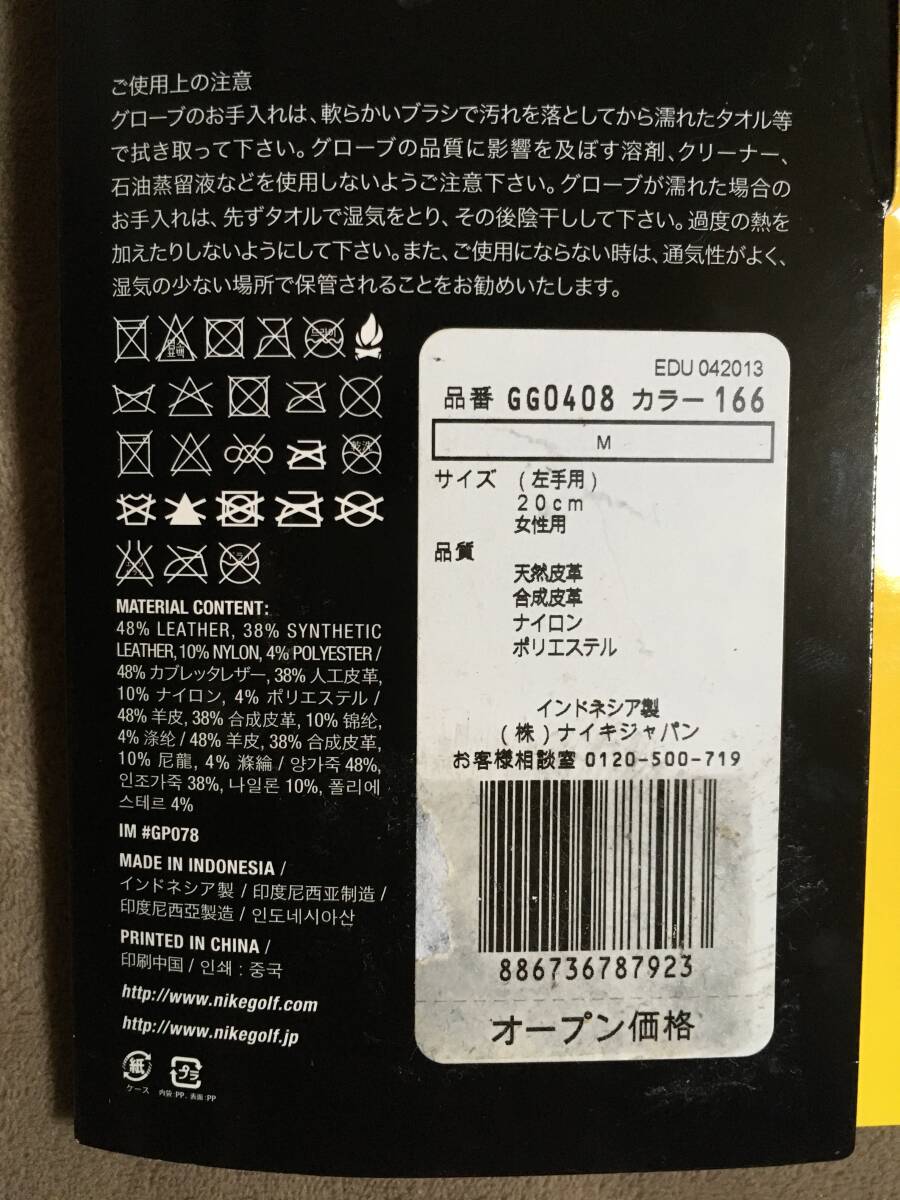 ご使用上の注意
グローブのお手入れは、軟らかいブラシで汚れを落としてから濡れたタオル等
で拭き取って下さい。グローブの品質に影響を及ぼす溶剤、クリーナー、
石油蒸留液などを使用しないようご注意下さい。グローブが濡れた場合の
お手入れは、先ずタオルで湿気をとり、その後陰干しして下さい。過度の熱を
加えたりしないようにして下さい。また、ご使用にならない時は、通気性がよく、
湿気の少ない場所で保管されることをお勧めいたします。
염소표백
드라이
MATERIAL CONTENT:
48% LEATHER, 38% SYNTHETIC
LEATHER, 10% NYLON, 4% POLYESTER /
48% カブレッタレザー, 38% 人工皮革,
10% ナイロン, 4% ポリエステル /
48% 羊皮, 38% 合成皮革, 10% 锦纶,
4% 涤纶 / 48% 羊皮, 38% 合成皮革,
10% 尼龍, 4% 滌綸 / 양가죽 48%,
인조가죽 38%, 나일론 10%, 폴리에
스테르 4%
IM #GP078
MADE IN INDONESIA /
インドネシア製 / 印度尼西亚制造 /
印度尼西亞製造 / 인도네시아산
PRINTED IN CHINA /
印刷中国 / 인쇄 : 중국
http://www.nikegolf.com
http://www.nikegolf.jp
紙
ケース
プラ
内袋:PP, 表面:PP
EDU 042013
品番 GG0408 カラー 166
M
サイズ (左手用)
20cm
女性用
品質
天然皮革
合成皮革
ナイロン
ポリエステル
インドネシア製
(株)ナイキジャパン
お客様相談室 0120-500-719
886736787923
オープン価格